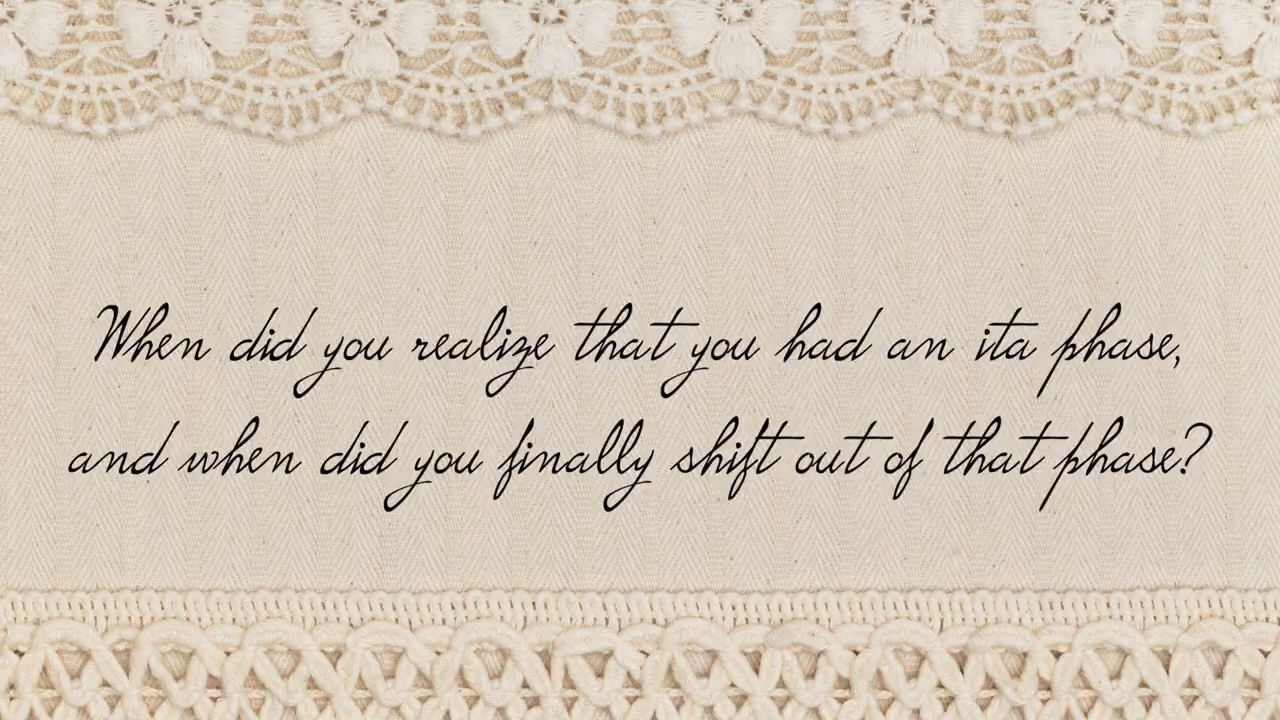 When did you realize that you had an ita phase,
and when did you finally shift out of that phase?